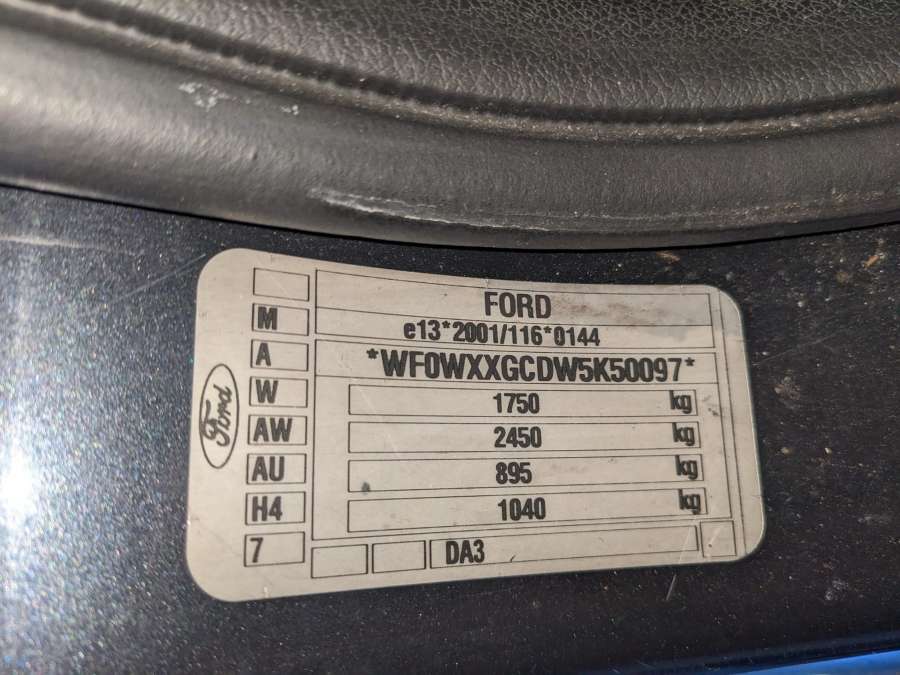 FORD
M e13*2001/116*0144
A *WF0WXXGCDW5K50097*
W 1750 kg
AW 2450 kg
AU 895 kg
H4 1040 kg
7 DA3
Ford